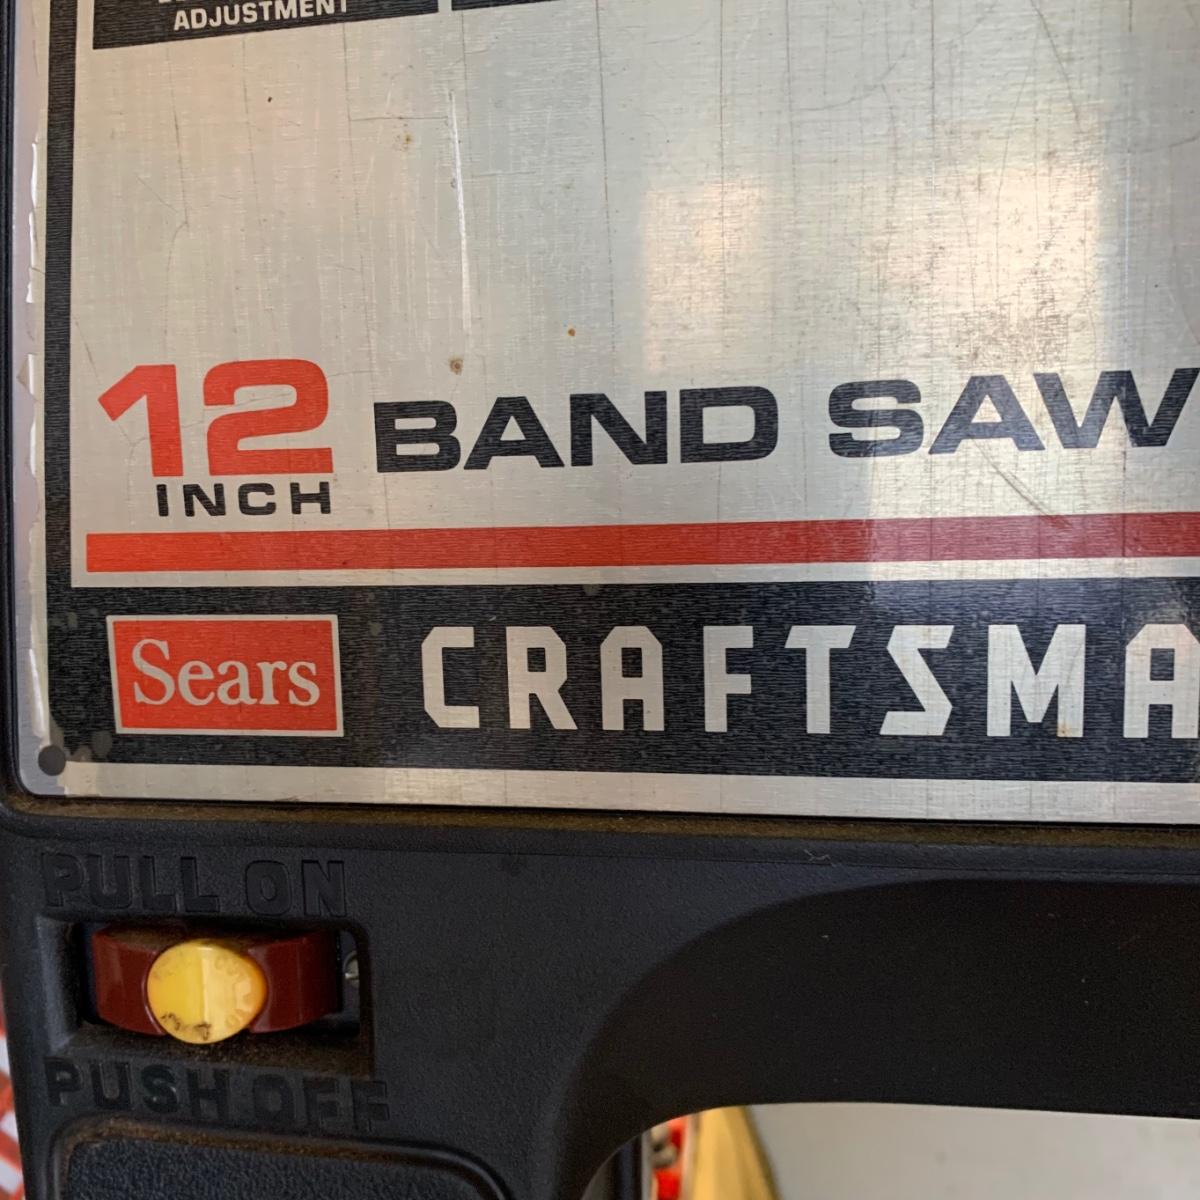 ADJUSTMENT
12 BAND SAW
INCH
Sears CRAFTSMA
PULL ON
PUSH OFF